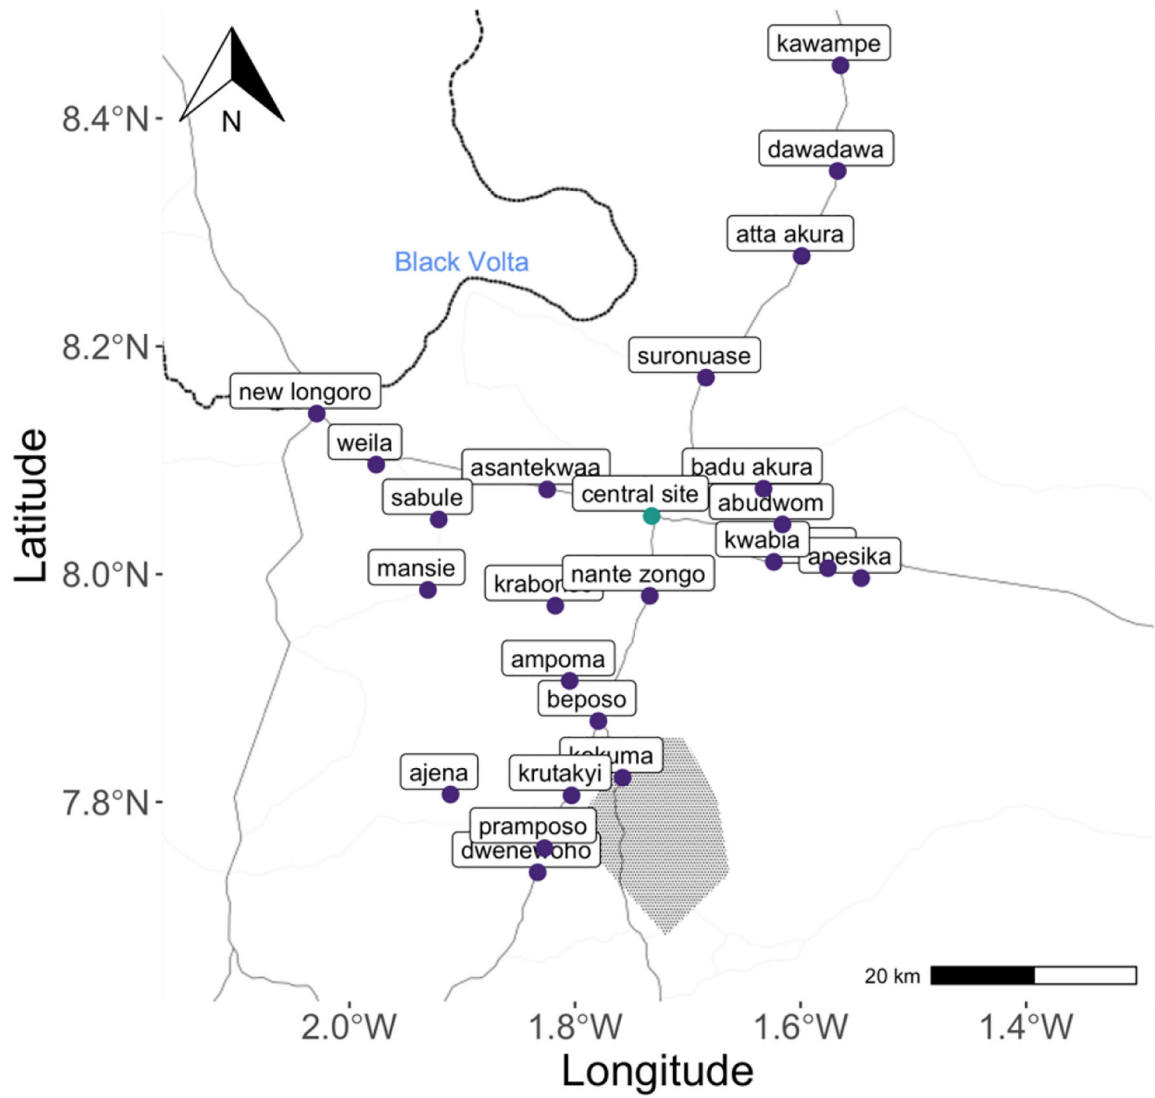 kawampe
N
8.4°N
dawadawa
atta akura
Black Volta
8.2°N
suronuase
new longoro
weila
asantekwaa
badu akura
sabule
central site
abudwom
kwabia
apesika
8.0°N
mansie
nante zongo
ampoma
beposo
ajena
krutakyi
7.8°N
pramposo
20 km
2.0°W
1.8°W
1.6°W
1.4°W
Longitude
Latitude